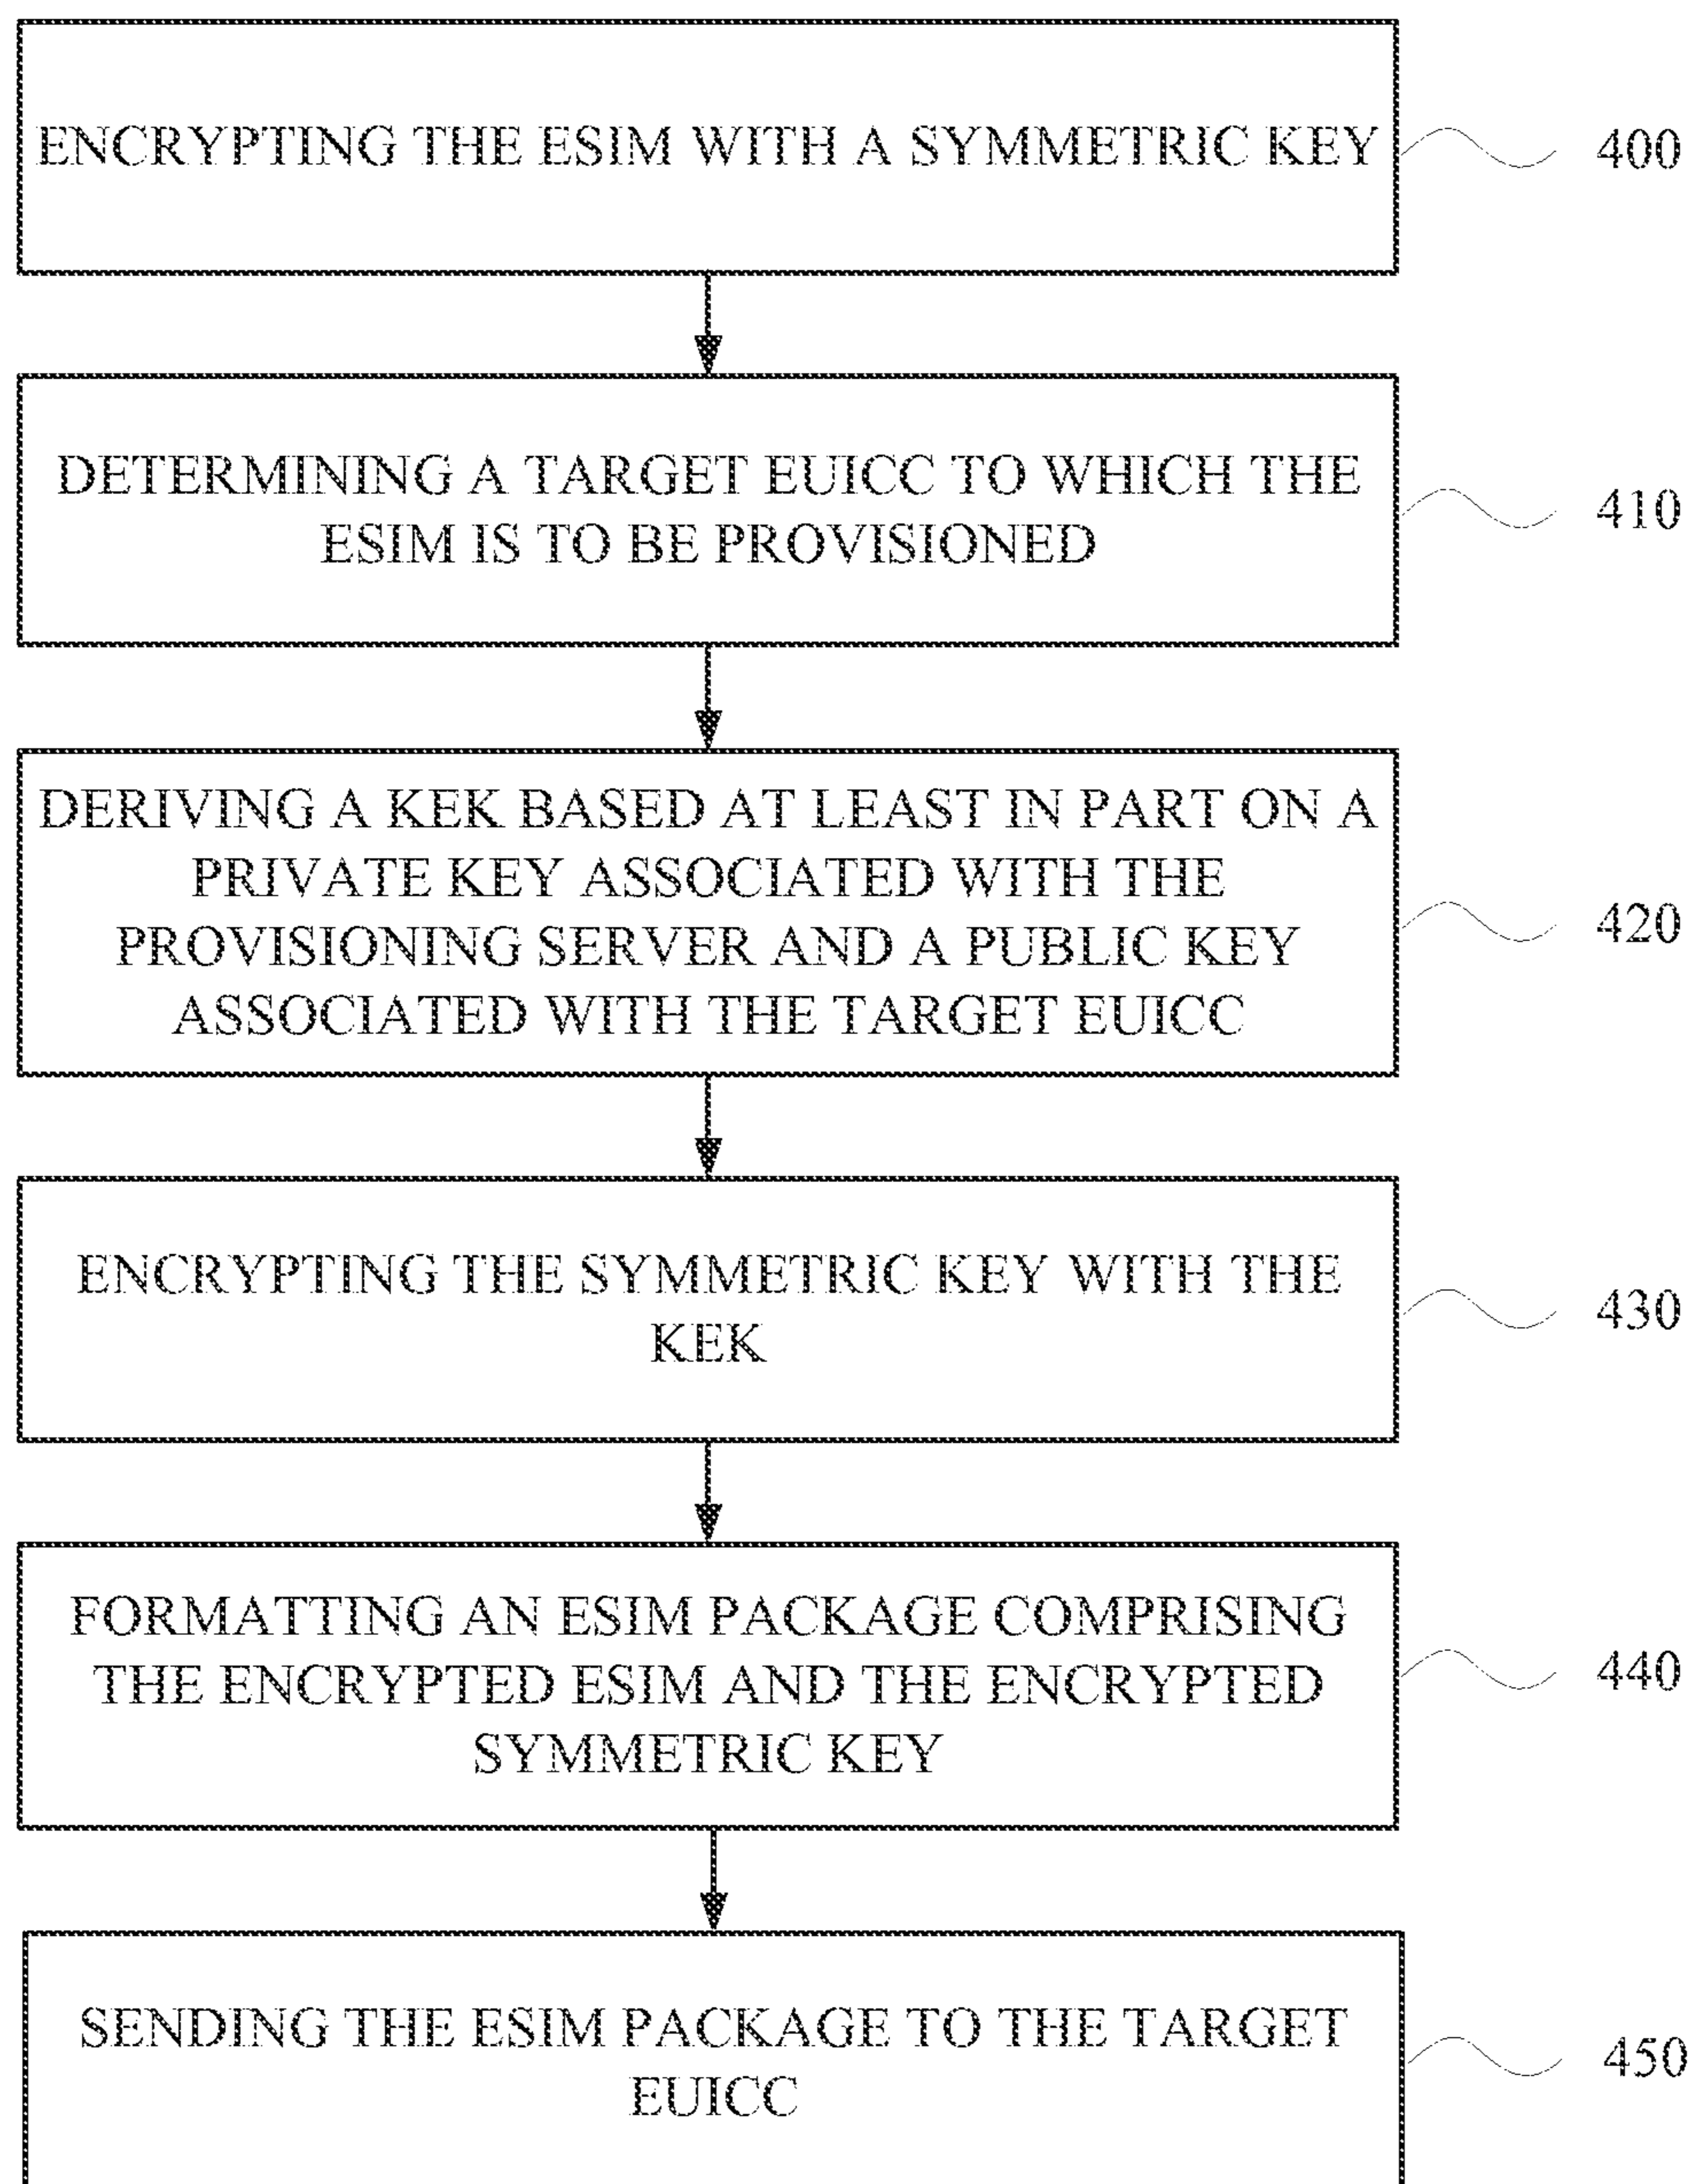 ENCRYPTING THE ESIM WITH A SYMMETRIC KEY
400
DETERMINING A TARGET EUICC TO WHICH THE
ESIM IS TO BE PROVISIONED
410
DERIVING A KEK BASED AT LEAST IN PART ON A
PRIVATE KEY ASSOCIATED WITH THE
PROVISIONING SERVER AND A PUBLIC KEY
ASSOCIATED WITH THE TARGET EUICC
420
ENCRYPTING THE SYMMETRIC KEY WITH THE
KEK
430
FORMATTING AN ESIM PACKAGE COMPRISING
THE ENCRYPTED ESIM AND THE ENCRYPTED
SYMMETRIC KEY
440
SENDING THE ESIM PACKAGE TO THE TARGET
EUICC
450